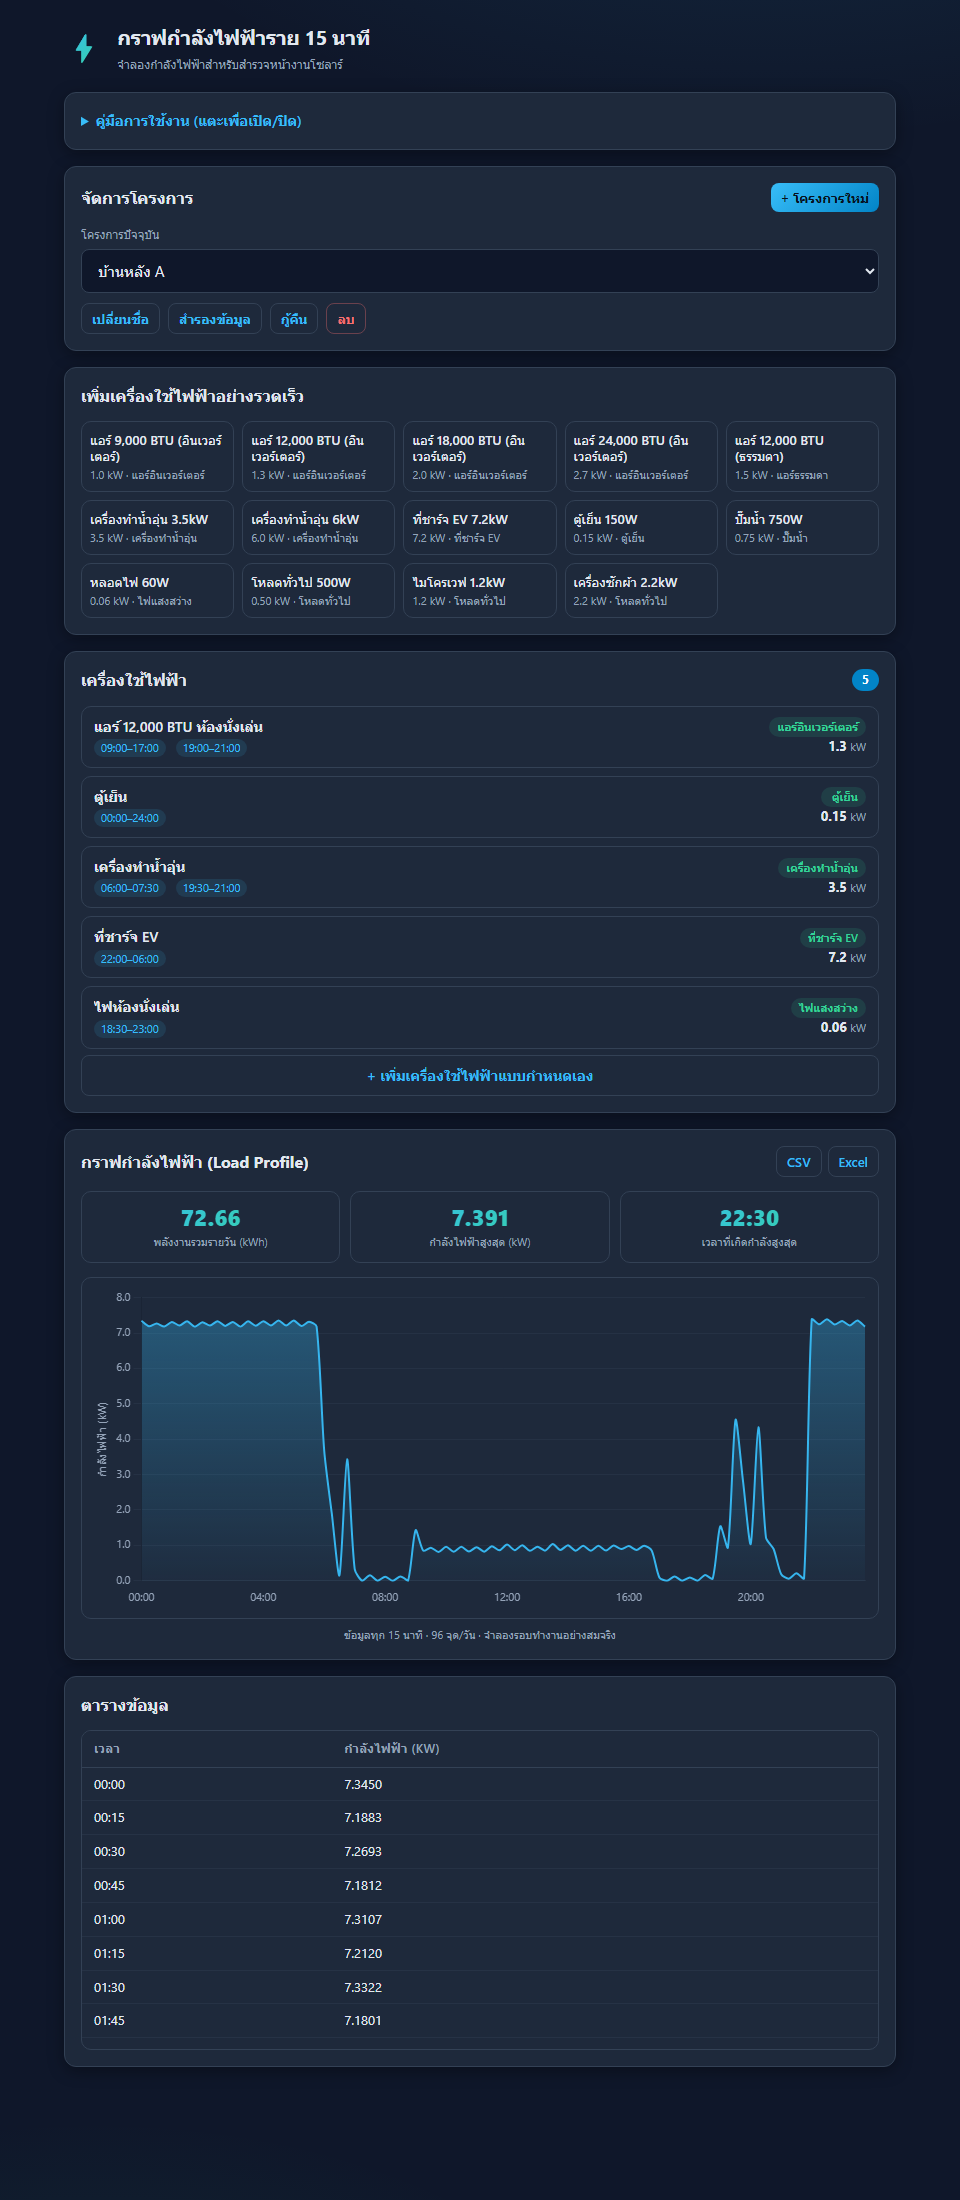 กราฟกำลังไฟฟ้าราย 15 นาที
จำลองกำลังไฟฟ้าสำหรับสำรวจหน้างานโซลาร์
คู่มือการใช้งาน (แตะเพื่อเปิด/ปิด)
จัดการโครงการ
+ โครงการใหม่
โครงการปัจจุบัน
บ้านหลัง A
เปลี่ยนชื่อ
สำรองข้อมูล
กู้คืน
ลบ
เพิ่มเครื่องใช้ไฟฟ้าอย่างรวดเร็ว
แอร์ 9,000 BTU (อินเวอร์
เตอร์)
1.0 kW · แอร์อินเวอร์เตอร์
แอร์ 12,000 BTU (อิน
เวอร์เตอร์)
1.3 kW · แอร์อินเวอร์เตอร์
แอร์ 18,000 BTU (อิน
เวอร์เตอร์)
2.0 kW · แอร์อินเวอร์เตอร์
แอร์ 24,000 BTU (อิน
เวอร์เตอร์)
2.7 kW · แอร์อินเวอร์เตอร์
แอร์ 12,000 BTU
(ธรรมดา)
1.5 kW · แอร์ธรรมดา
เครื่องทำน้ำอุ่น 3.5kW
3.5 kW · เครื่องทำน้ำอุ่น
เครื่องทำน้ำอุ่น 6kW
6.0 kW · เครื่องทำน้ำอุ่น
ที่ชาร์จ EV 7.2kW
7.2 kW · ที่ชาร์จ EV
ตู้เย็น 150W
0.15 kW · ตู้เย็น
ปั๊มน้ำ 750W
0.75 kW · ปั๊มน้ำ
หลอดไฟ 60W
0.06 kW · ไฟแสงสว่าง
โหลดทั่วไป 500W
0.50 kW · โหลดทั่วไป
ไมโครเวฟ 1.2kW
1.2 kW · โหลดทั่วไป
เครื่องซักผ้า 2.2kW
2.2 kW · โหลดทั่วไป
เครื่องใช้ไฟฟ้า
5
แอร์ 12,000 BTU ห้องนั่งเล่น
แอร์อินเวอร์เตอร์
09:00–17:00 19:00–21:00
1.3 kW
ตู้เย็น
ตู้เย็น
00:00–24:00
0.15 kW
เครื่องทำน้ำอุ่น
เครื่องทำน้ำอุ่น
06:00–07:30 19:30–21:00
3.5 kW
ที่ชาร์จ EV
ที่ชาร์จ EV
22:00–06:00
7.2 kW
ไฟห้องนั่งเล่น
ไฟแสงสว่าง
18:30–23:00
0.06 kW
+ เพิ่มเครื่องใช้ไฟฟ้าแบบกำหนดเอง
กราฟกำลังไฟฟ้า (Load Profile)
CSV
Excel
72.66
พลังงานรวมรายวัน (kWh)
7.391
กำลังไฟฟ้าสูงสุด (kW)
22:30
เวลาที่เกิดกำลังสูงสุด
กำลังไฟฟ้า (kW)
8.0
7.0
6.0
5.0
4.0
3.0
2.0
1.0
0.0
00:00 04:00 08:00 12:00 16:00 20:00
ข้อมูลทุก 15 นาที · 96 จุด/วัน · จำลองรอบทำงานอย่างสมจริง
ตารางข้อมูล
เวลา กำลังไฟฟ้า (KW)
00:00 7.3450
00:15 7.1883
00:30 7.2693
00:45 7.1812
01:00 7.3107
01:15 7.2120
01:30 7.3322
01:45 7.1801